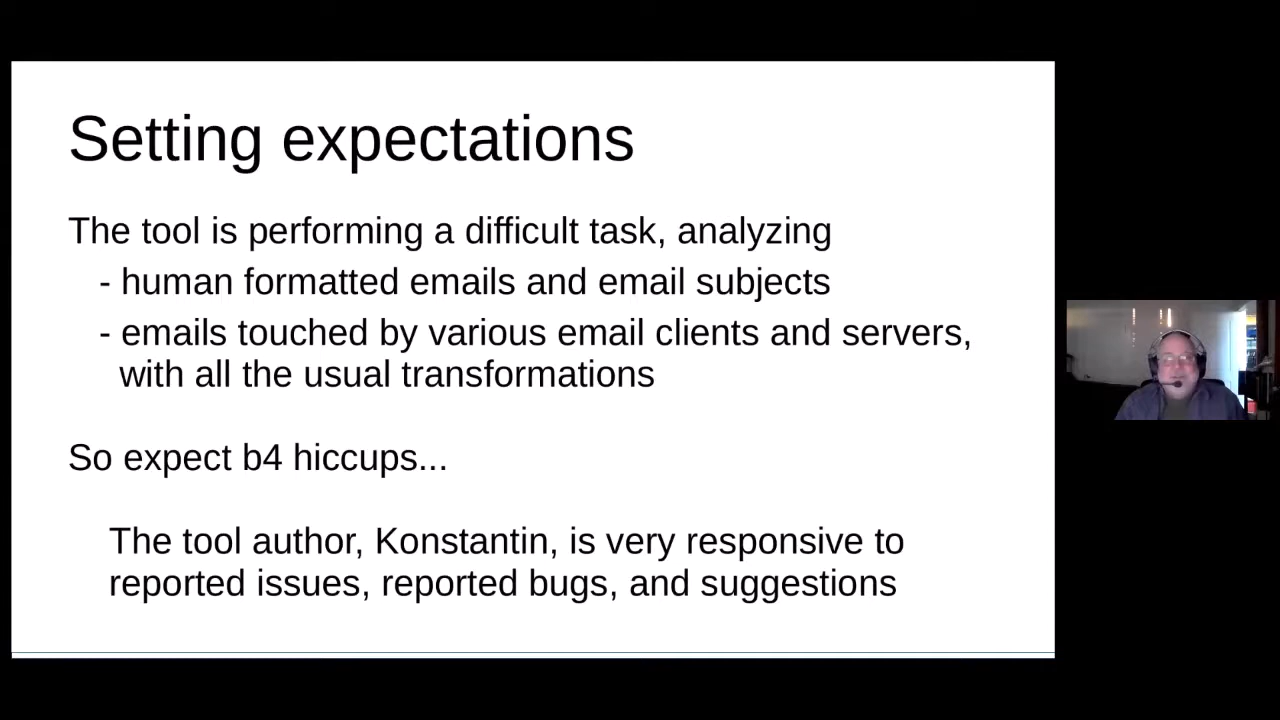 Setting expectations
The tool is performing a difficult task, analyzing
- human formatted emails and email subjects
- emails touched by various email clients and servers,
with all the usual transformations
So expect b4 hiccups...
The tool author, Konstantin, is very responsive to
reported issues, reported bugs, and suggestions